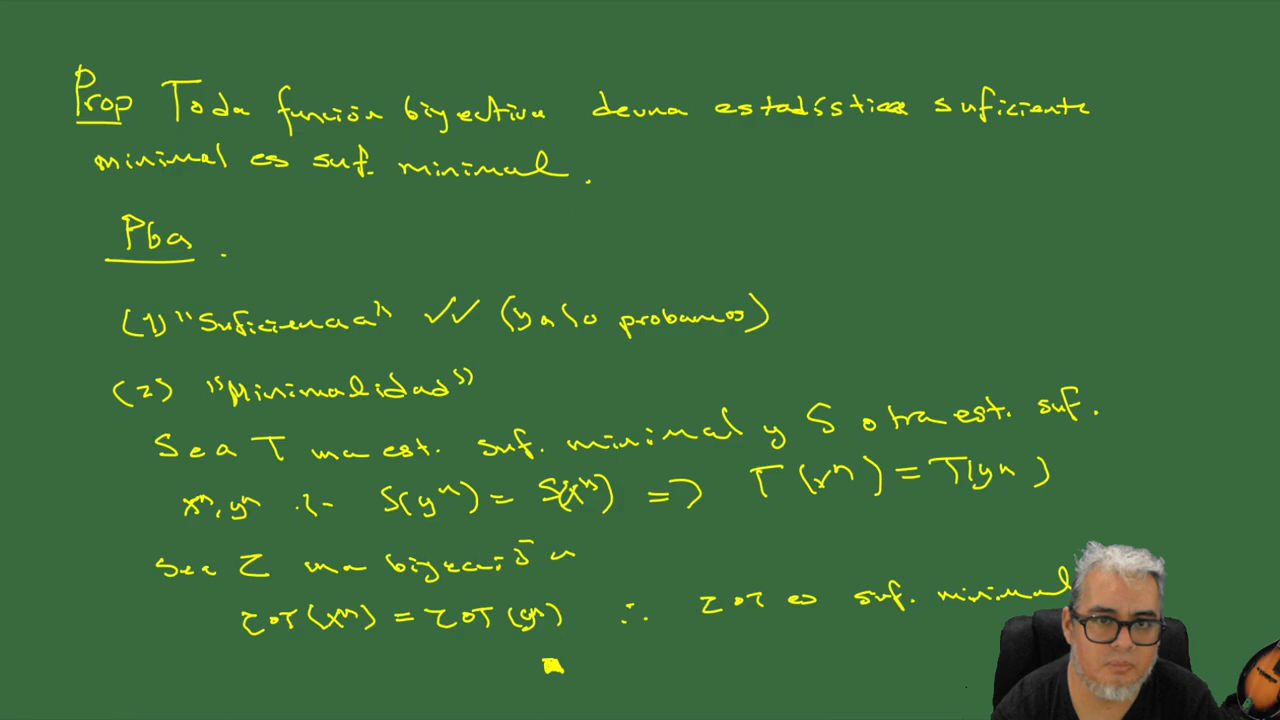 Prop Toda función biyectiva de una estadística suficiente
minimal es suf. minimal.
Pba.
(1) "Suficiencia" ✓✓ (ya lo probamos)
(2) "Minimalidad"
Sea T una est. suf. minimal y S otra est. suf.
xⁿ, yⁿ .)- S(yⁿ) = S(xⁿ) => T(xⁿ) = T(yⁿ)
Sea Z una biyección
Z∘T(xⁿ) = Z∘T(yⁿ) ∴ Z∘T es suf. minimal